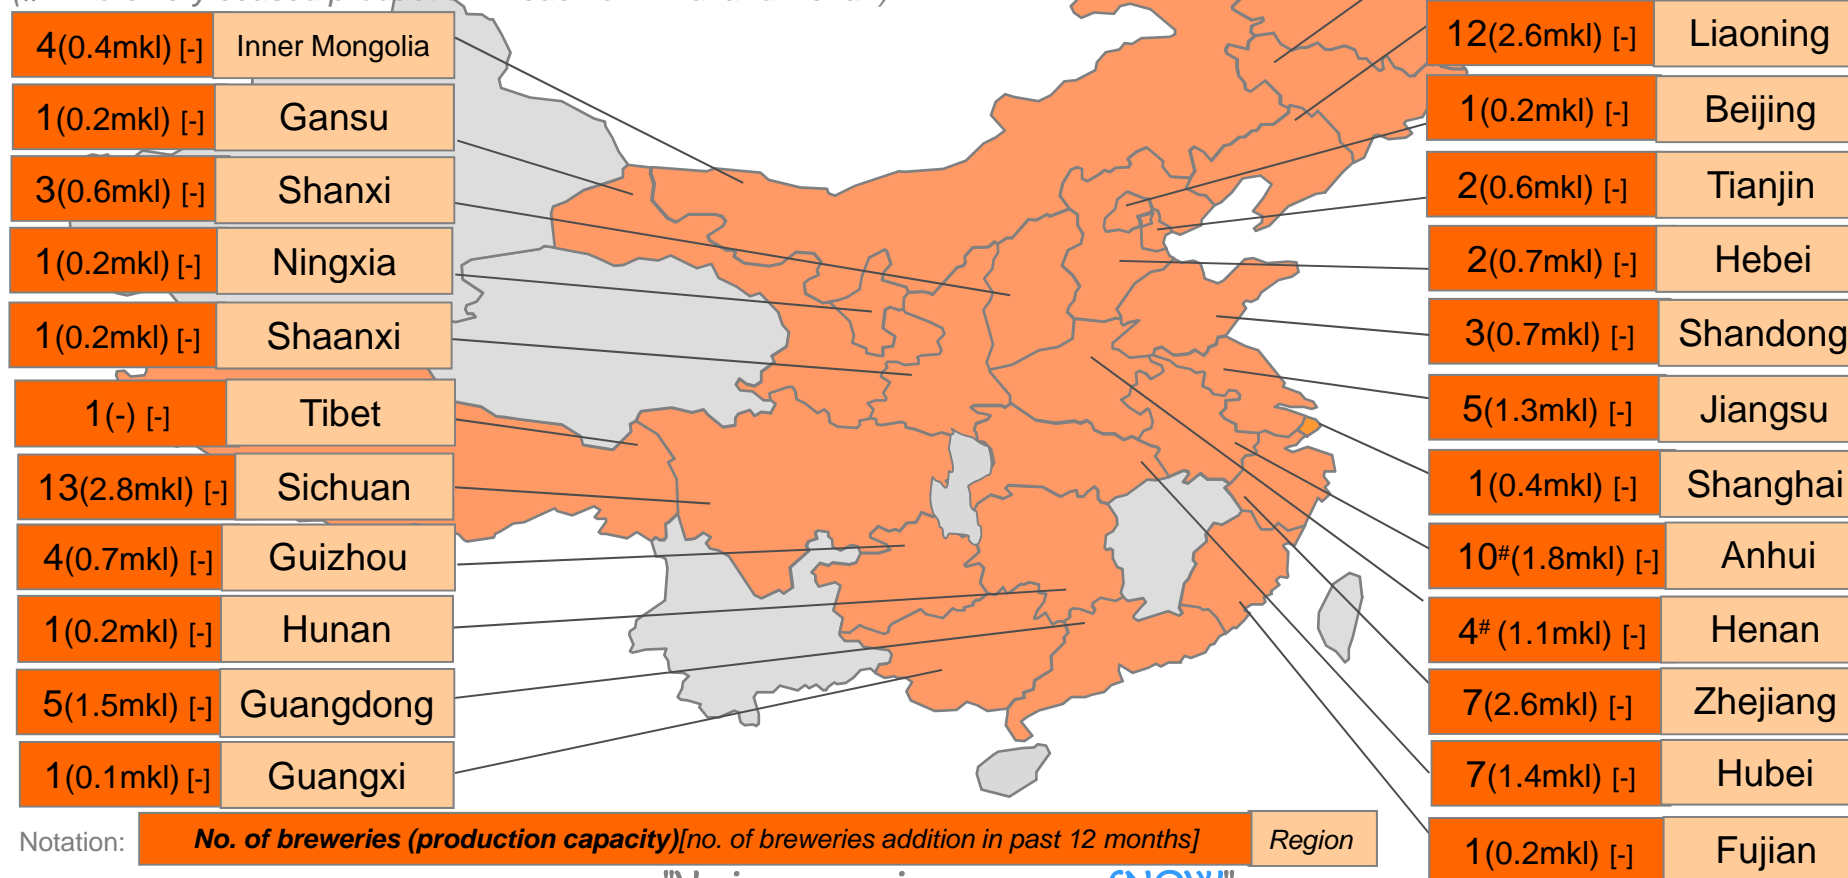 4(0.4mkl) [-] Inner Mongolia
1(0.2mkl) [-] Gansu
3(0.6mkl) [-] Shanxi
1(0.2mkl) [-] Ningxia
1(0.2mkl) [-] Shaanxi
1(-) [-] Tibet
13(2.8mkl) [-] Sichuan
4(0.7mkl) [-] Guizhou
1(0.2mkl) [-] Hunan
5(1.5mkl) [-] Guangdong
1(0.1mkl) [-] Guangxi
12(2.6mkl) [-] Liaoning
1(0.2mkl) [-] Beijing
2(0.6mkl) [-] Tianjin
2(0.7mkl) [-] Hebei
3(0.7mkl) [-] Shandong
5(1.3mkl) [-] Jiangsu
1(0.4mkl) [-] Shanghai
10#(1.8mkl) [-] Anhui
4# (1.1mkl) [-] Henan
7(2.6mkl) [-] Zhejiang
7(1.4mkl) [-] Hubei
1(0.2mkl) [-] Fujian
Notation: No. of breweries (production capacity)[no. of breweries addition in past 12 months] Region